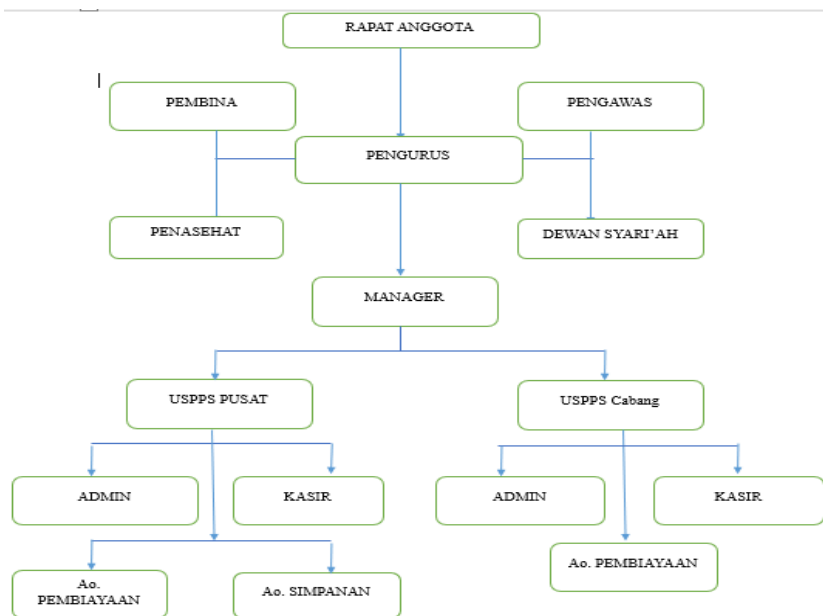 RAPAT ANGGOTA
PEMBINA
PENGAWAS
PENGURUS
PENASEHAT
DEWAN SYARI'AH
MANAGER
USPPS PUSAT
USPPS Cabang
ADMIN
KASIR
ADMIN
KASIR
Ao.
PEMBIAYAAN
Ao. SIMPANAN
Ao. PEMBIAYAAN